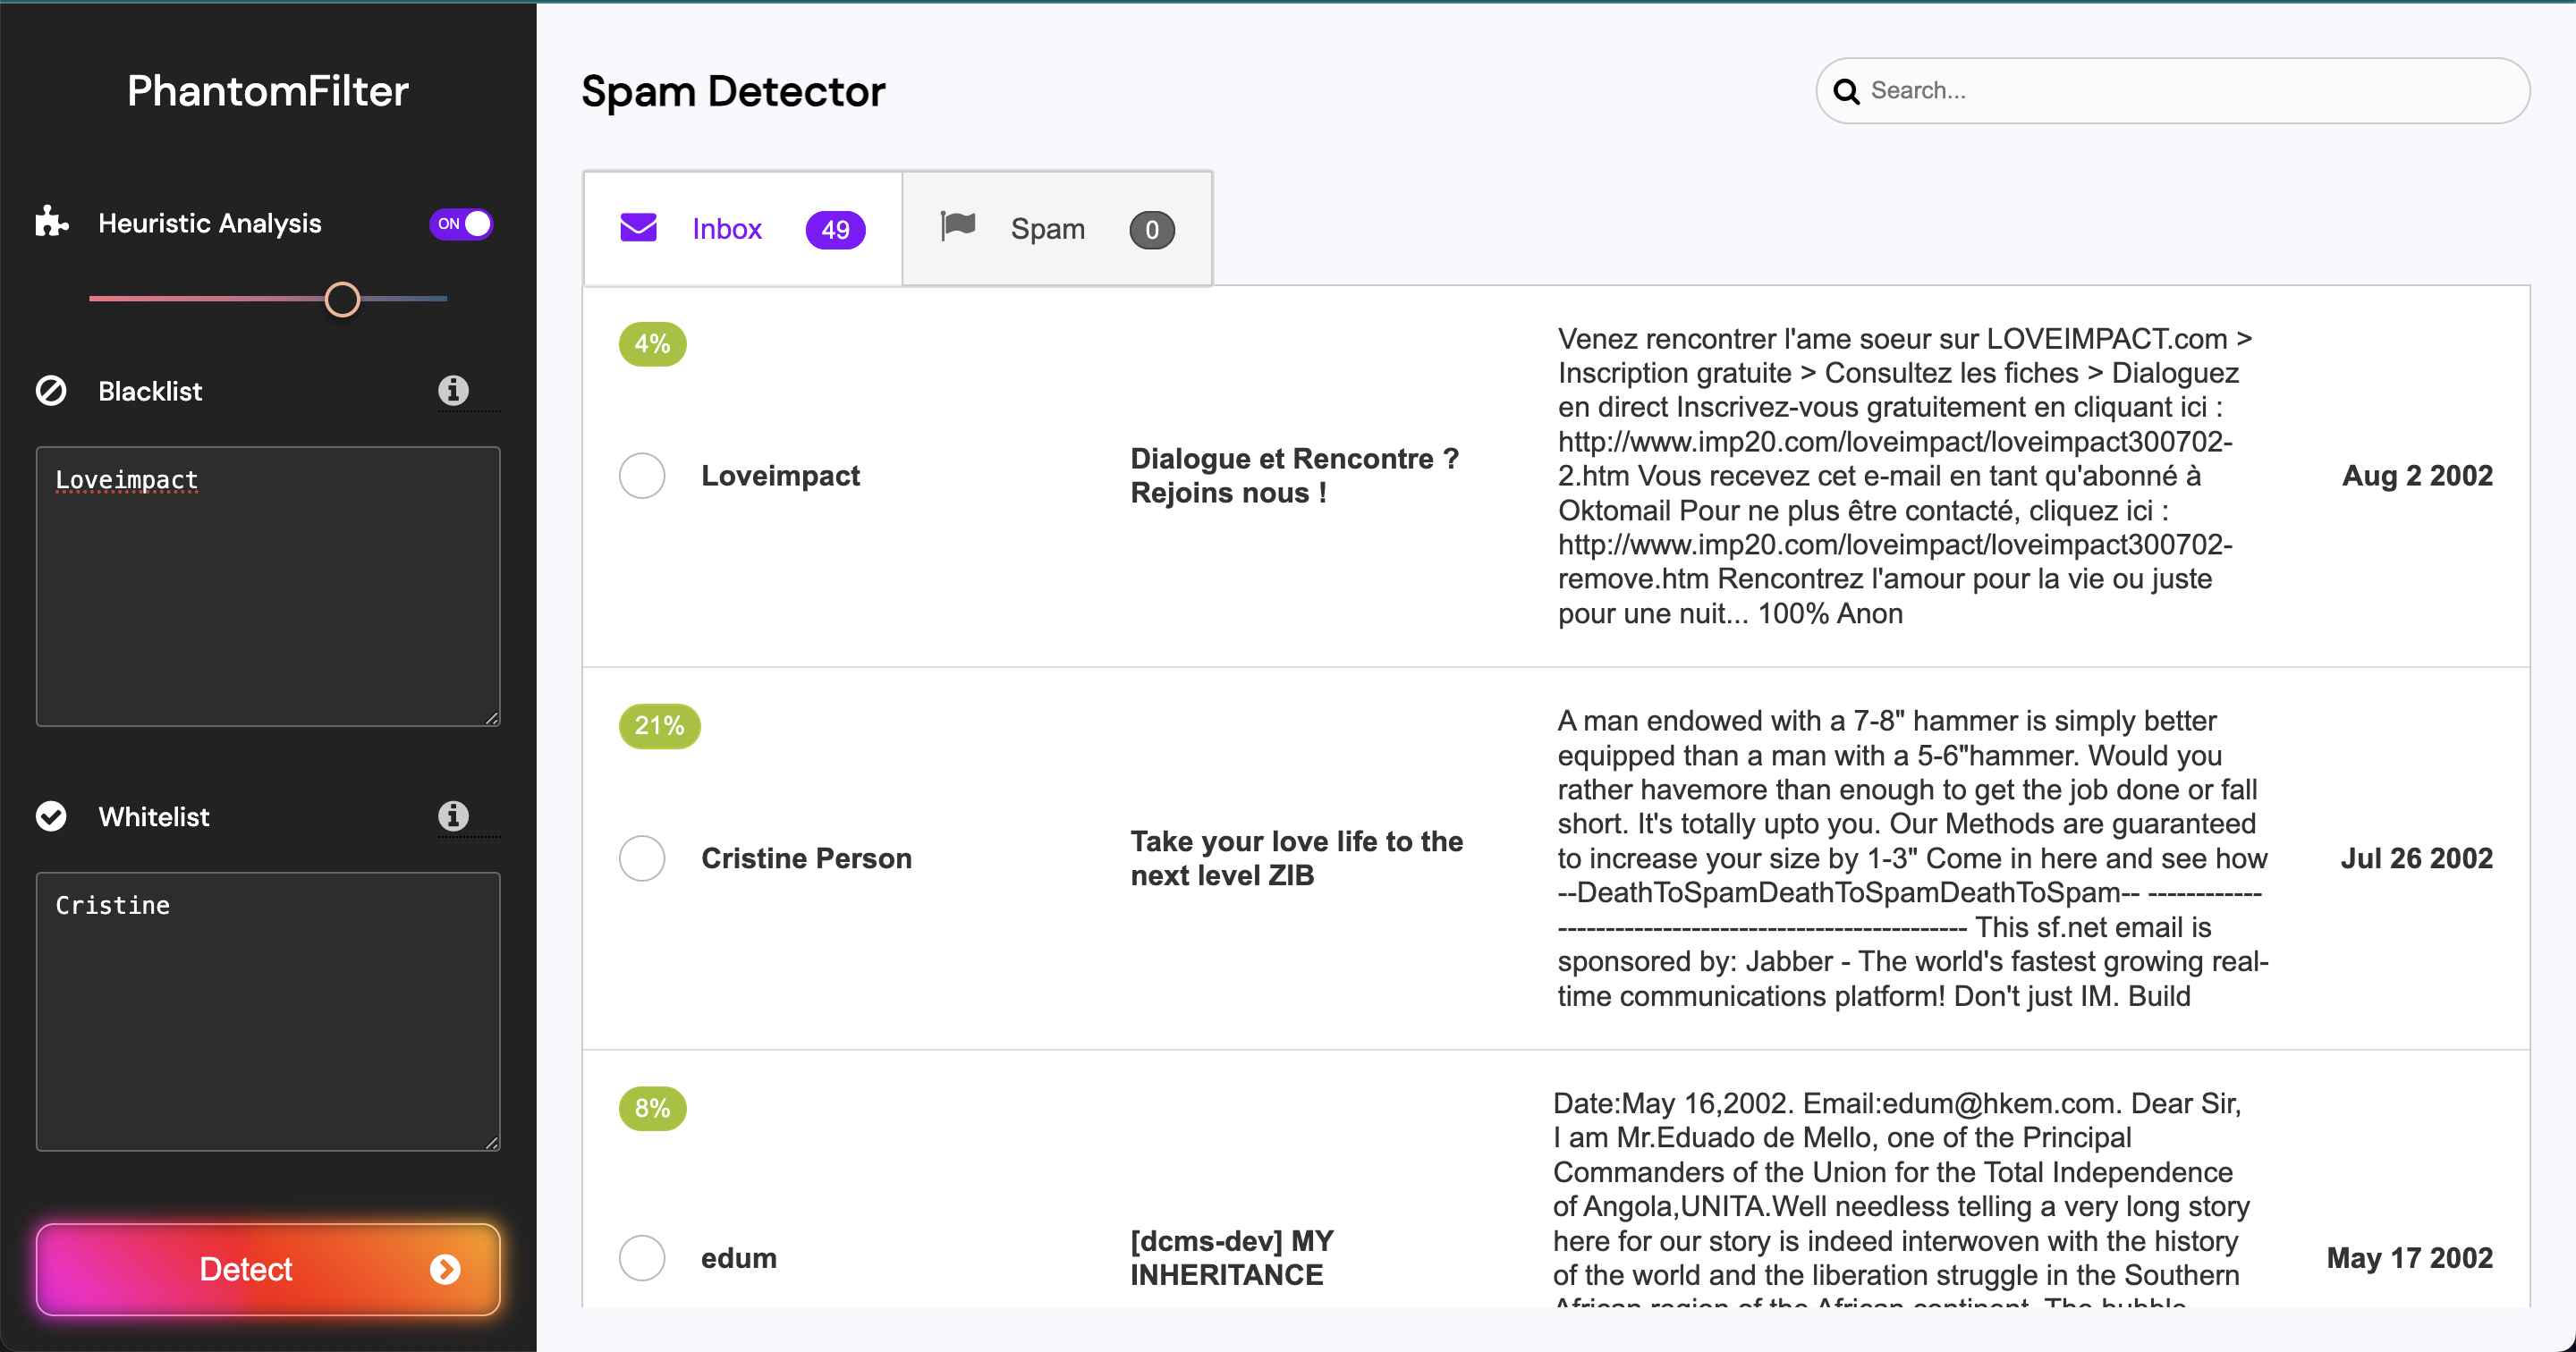 PhantomFilter
Heuristic Analysis
ON
Blacklist
Loveimpact
Whitelist
Cristine
Detect
Spam Detector
Search...
Inbox 49
Spam 0
4%
Loveimpact
Dialogue et Rencontre ?
Rejoins nous !
Venez rencontrer l'ame soeur sur LOVEIMPACT.com >
Inscription gratuite > Consultez les fiches > Dialoguez
en direct Inscrivez-vous gratuitement en cliquant ici :
http://www.imp20.com/loveimpact/loveimpact300702-
2.htm Vous recevez cet e-mail en tant qu'abonné à
Oktomail Pour ne plus être contacté, cliquez ici :
http://www.imp20.com/loveimpact/loveimpact300702-
remove.htm Rencontrez l'amour pour la vie ou juste
pour une nuit... 100% Anon
Aug 2 2002
21%
Cristine Person
Take your love life to the
next level ZIB
A man endowed with a 7-8" hammer is simply better
equipped than a man with a 5-6"hammer. Would you
rather havemore than enough to get the job done or fall
short. It's totally upto you. Our Methods are guaranteed
to increase your size by 1-3" Come in here and see how
--DeathToSpamDeathToSpamDeathToSpam-- ------------
------------------------------------------- This sf.net email is
sponsored by: Jabber - The world's fastest growing real-
time communications platform! Don't just IM. Build
Jul 26 2002
8%
edum
[dcms-dev] MY
INHERITANCE
Date:May 16,2002. Email:edum@hkem.com. Dear Sir,
I am Mr.Eduado de Mello, one of the Principal
Commanders of the Union for the Total Independence
of Angola,UNITA.Well needless telling a very long story
here for our story is indeed interwoven with the history
of the world and the liberation struggle in the Southern
African region of the African continent. The bubble
May 17 2002